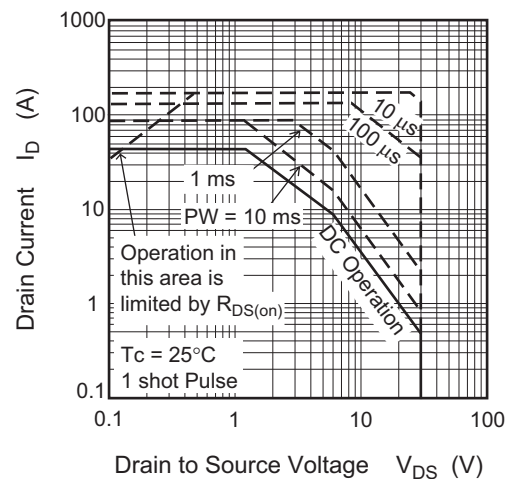 1000
100
10
1
0.1
Drain Current I_D (A)
10 µs
100 µs
1 ms
PW = 10 ms
DC Operation
Operation in
this area is
limited by R_DS(on)
Tc = 25°C
1 shot Pulse
0.1 1 10 100
Drain to Source Voltage V_DS (V)